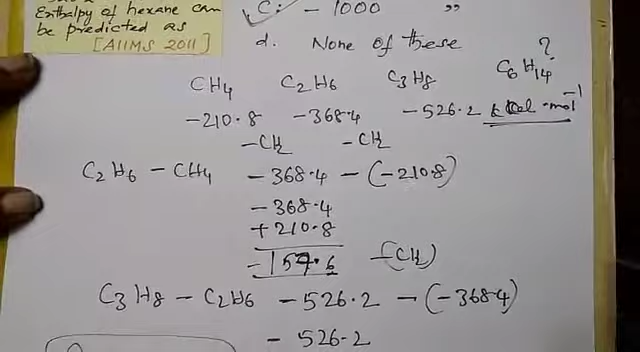 Enthalpy of hexane can
be predicted as
[AIIMS 2011]
C. - 1000 "
d. None of these
CH4 C2H6 C3H8 C6H14 ?
-210.8 -368.4 -526.2 kcal.mol-1
-CH2 -CH2
C2H6 - CH4 -368.4 - (-210.8)
-368.4
+210.8
-157.6 -(CH2)
C3H8 - C2H6 -526.2 - (-368.4)
- 526.2